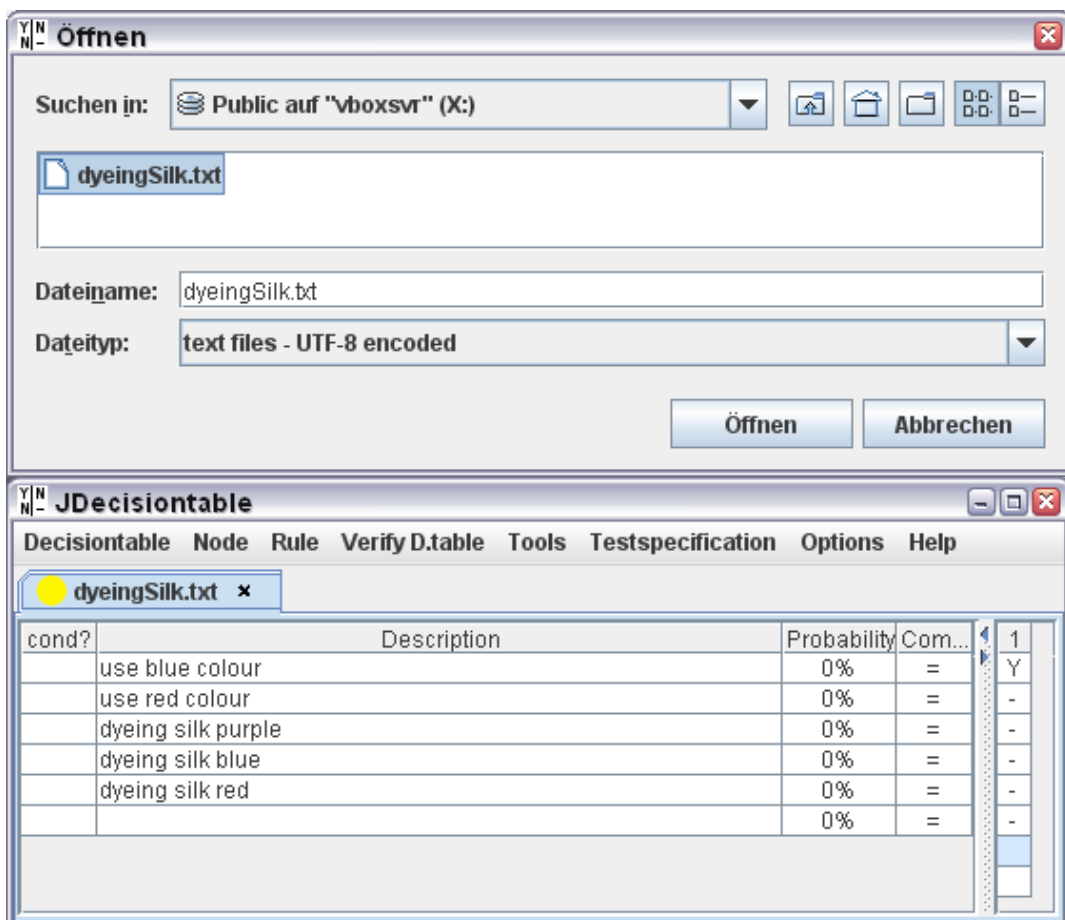 Y N N – Öffnen
Suchen in: Public auf "vboxsvr" (X:)
dyeingSilk.txt
Dateiname: dyeingSilk.txt
Dateityp: text files - UTF-8 encoded
Öffnen Abbrechen
Y N N – JDecisiontable
Decisiontable Node Rule Verify D.table Tools Testspecification Options Help
dyeingSilk.txt ×
cond? Description Probability Com... 1
use blue colour 0% = Y
use red colour 0% = -
dyeing silk purple 0% = -
dyeing silk blue 0% = -
dyeing silk red 0% = -
0% = -